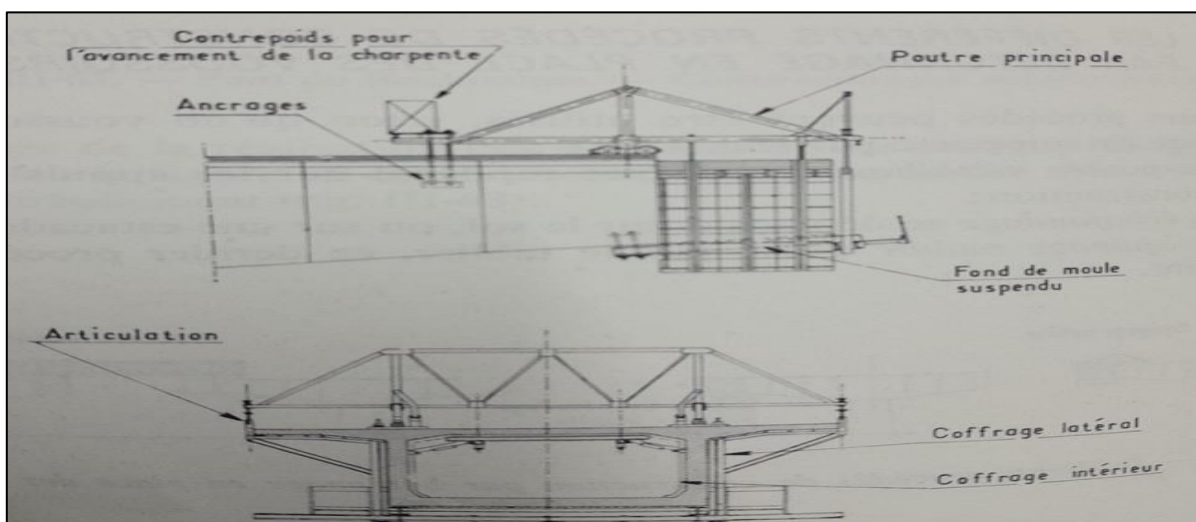 Contrepoids pour
l'avancement de la charpente
Ancrages
Poutre principale
Fond de moule
suspendu
Articulation
Coffrage latéral
Coffrage intérieur